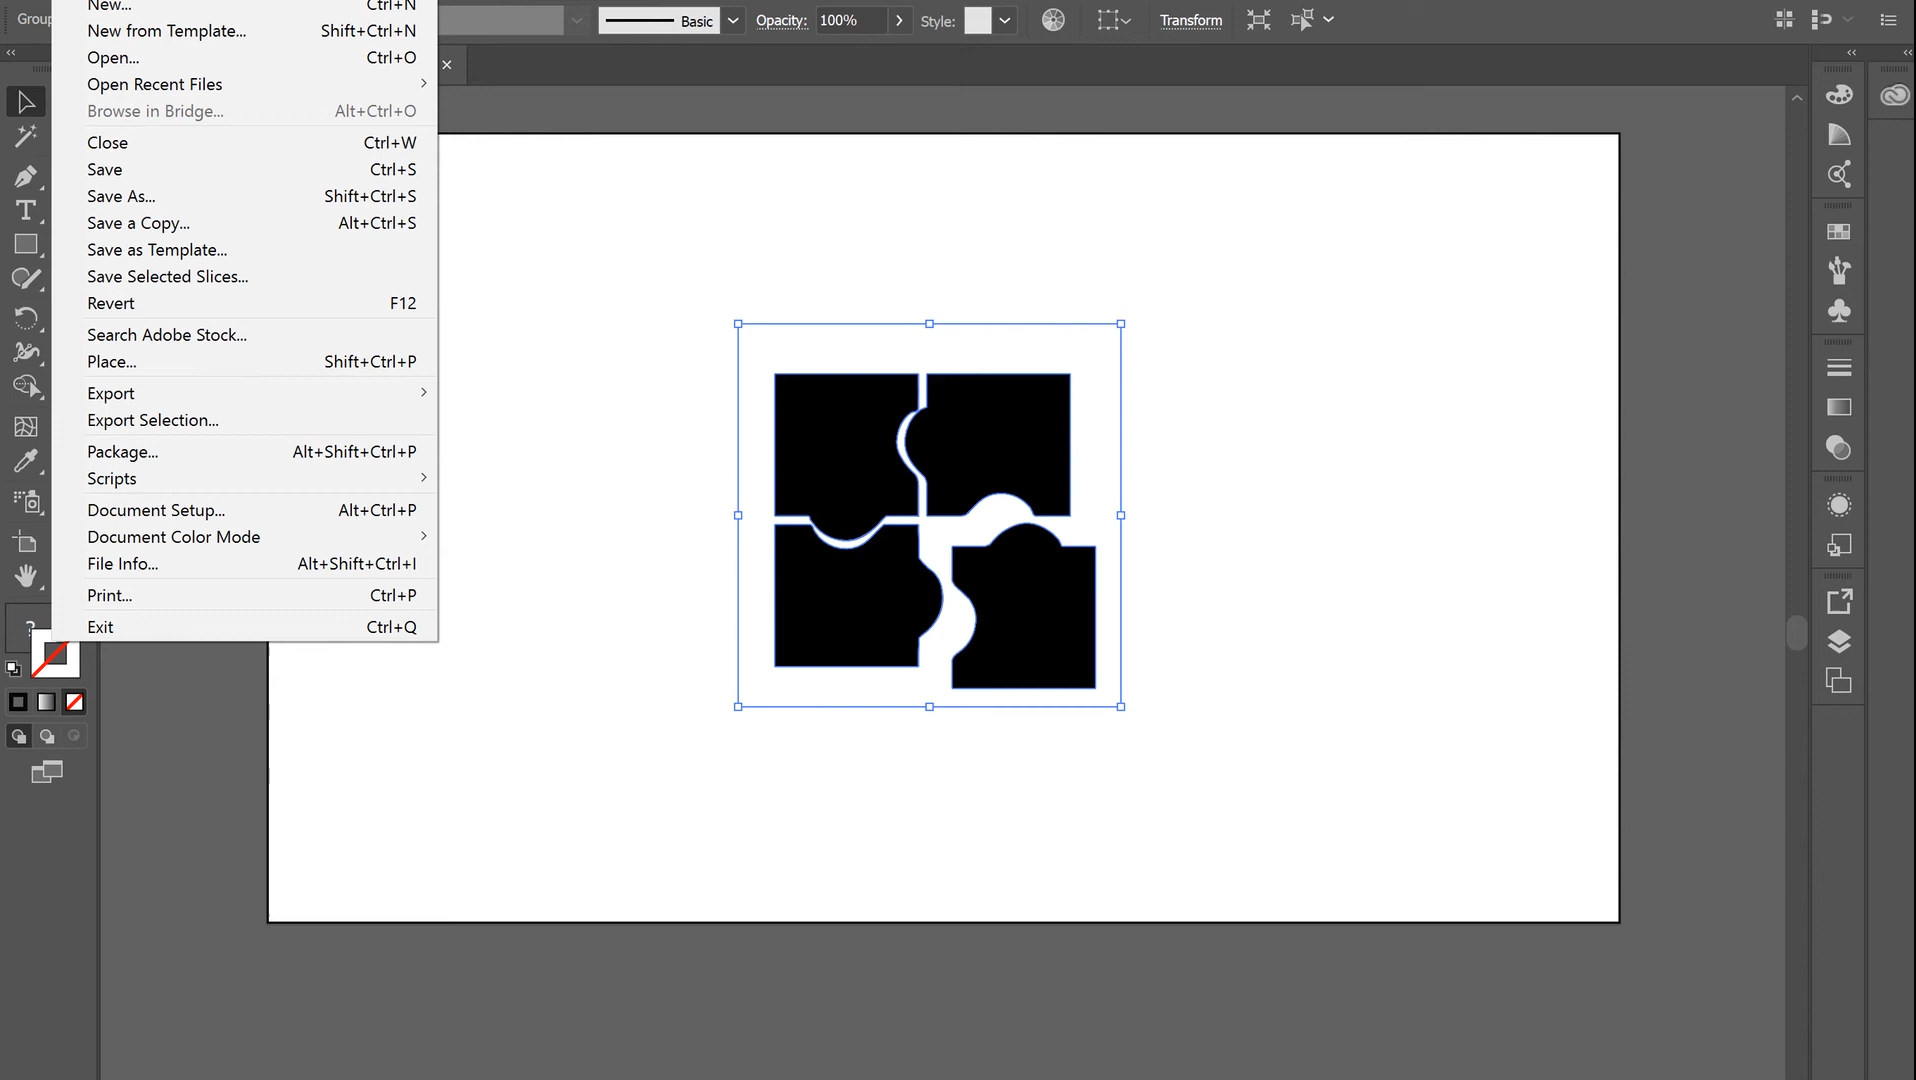 Group
New... Ctrl+N
Basic
Opacity: 100%
Style:
Transform
New from Template... Shift+Ctrl+N
Open... Ctrl+O
Open Recent Files
Browse in Bridge... Alt+Ctrl+O
Close Ctrl+W
Save Ctrl+S
Save As... Shift+Ctrl+S
Save a Copy... Alt+Ctrl+S
Save as Template...
Save Selected Slices...
Revert F12
Search Adobe Stock...
Place... Shift+Ctrl+P
Export
Export Selection...
Package... Alt+Shift+Ctrl+P
Scripts
Document Setup... Alt+Ctrl+P
Document Color Mode
File Info... Alt+Shift+Ctrl+I
Print... Ctrl+P
Exit Ctrl+Q
?